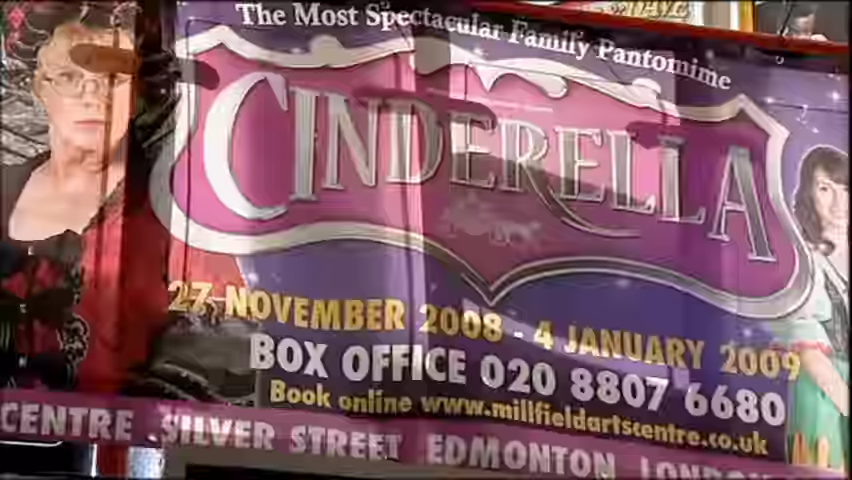 The Most Spectacular Family Pantomime
CINDERELLA
27 NOVEMBER 2008 - 4 JANUARY 2009
BOX OFFICE 020 8807 6680
Book online www.millfieldartscentre.co.uk
CENTRE SILVER STREET EDMONTON LONDON